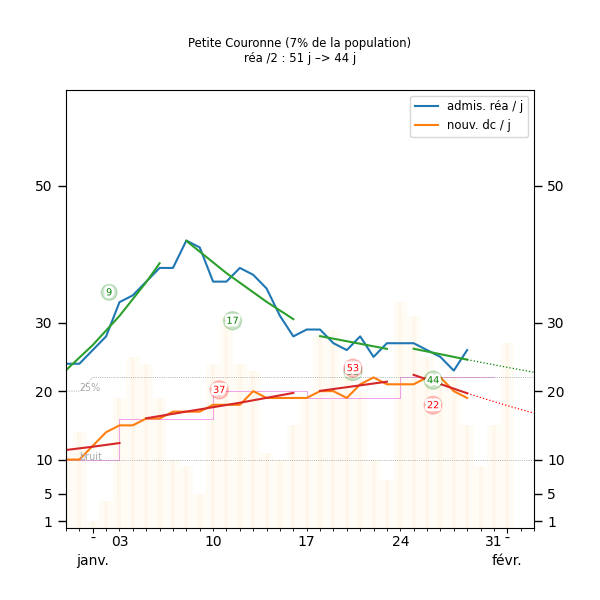 Petite Couronne (7% de la population)
réa /2 : 51 j –> 44 j
admis. réa / j
nouv. dc / j
50 50
30 30
20 20
10 10
5 5
1 1
9
17
37
53
44
22
25%
bruit
- 03 10 17 24 31 -
janv. févr.